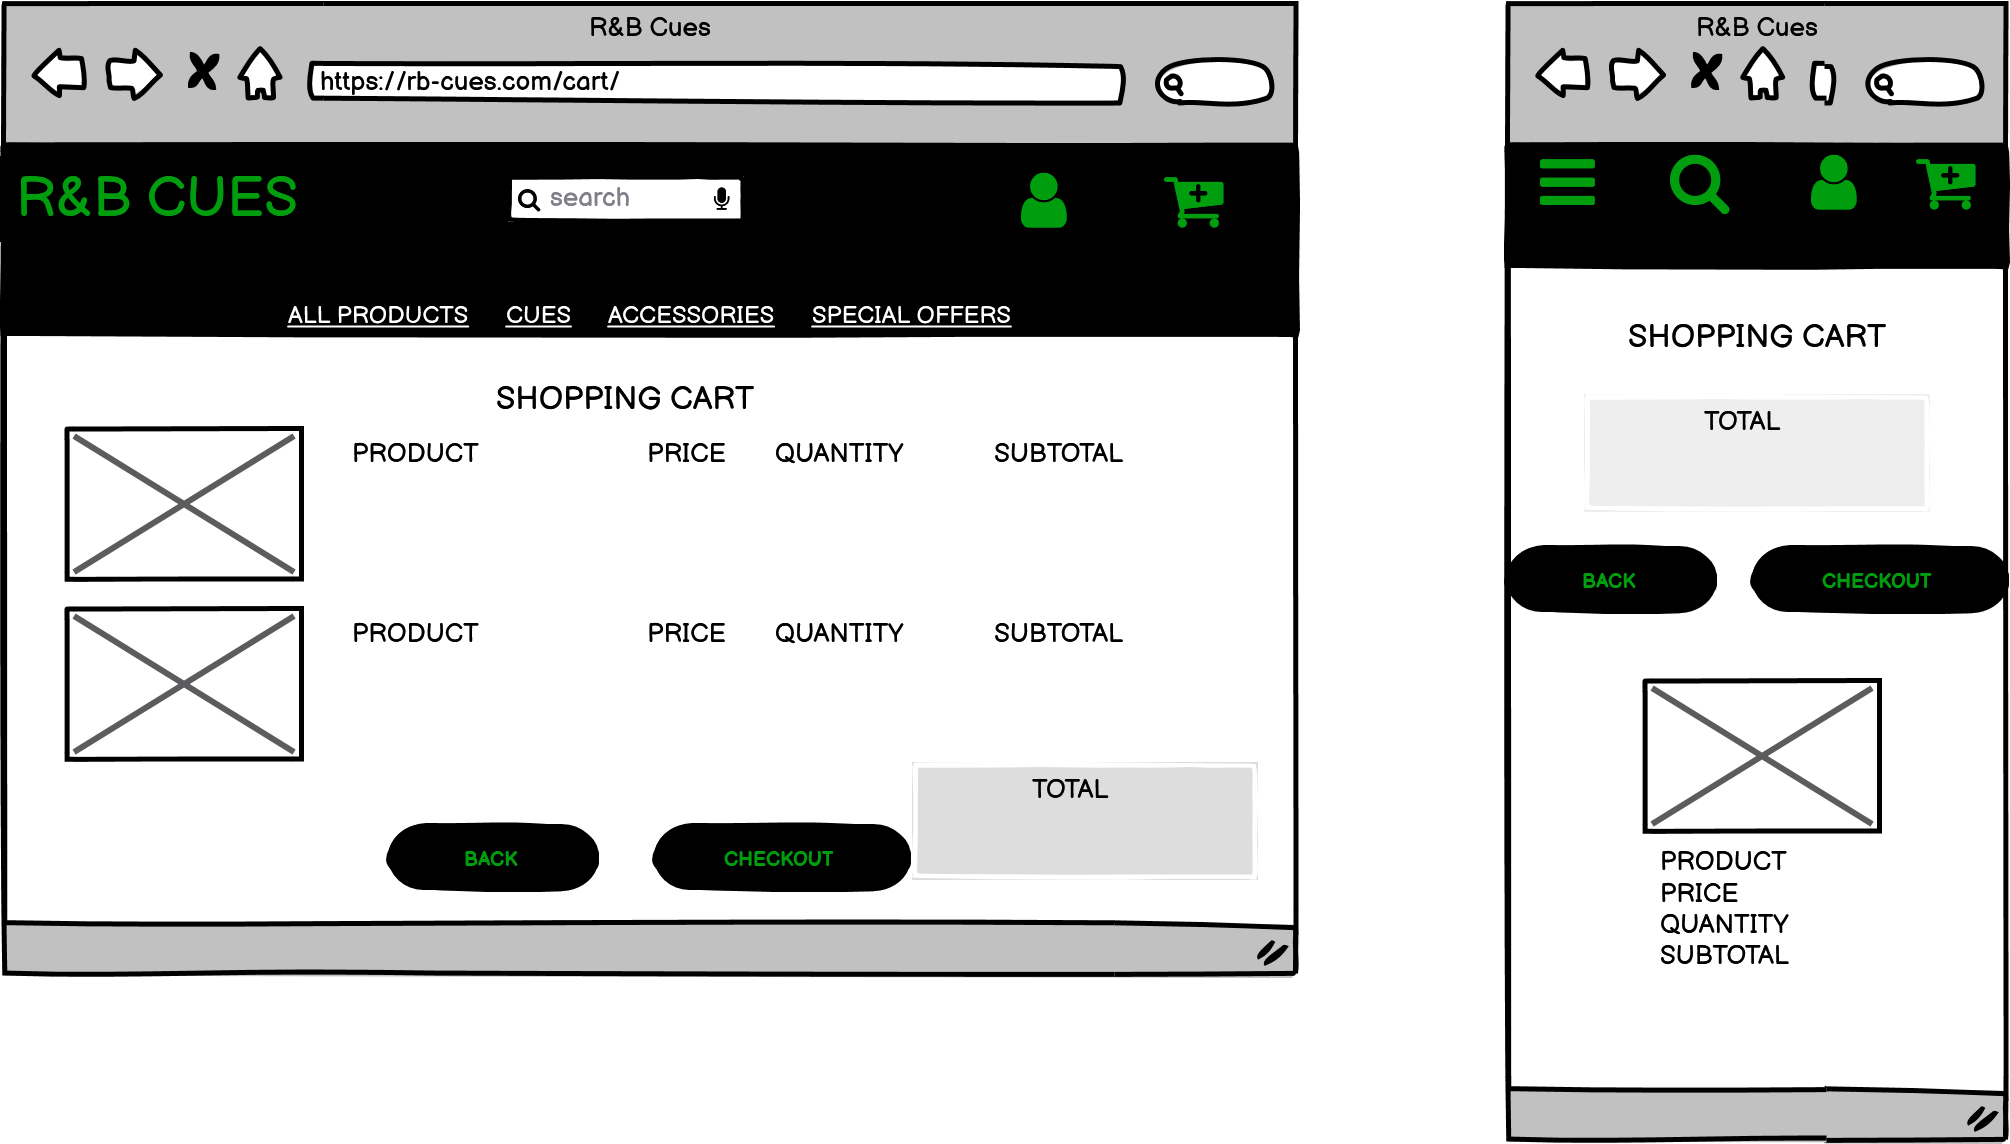 R&B Cues
https://rb-cues.com/cart/
R&B CUES
search
ALL PRODUCTS CUES ACCESSORIES SPECIAL OFFERS
SHOPPING CART
PRODUCT PRICE QUANTITY SUBTOTAL
PRODUCT PRICE QUANTITY SUBTOTAL
TOTAL
BACK CHECKOUT
R&B Cues
SHOPPING CART
TOTAL
BACK CHECKOUT
PRODUCT
PRICE
QUANTITY
SUBTOTAL